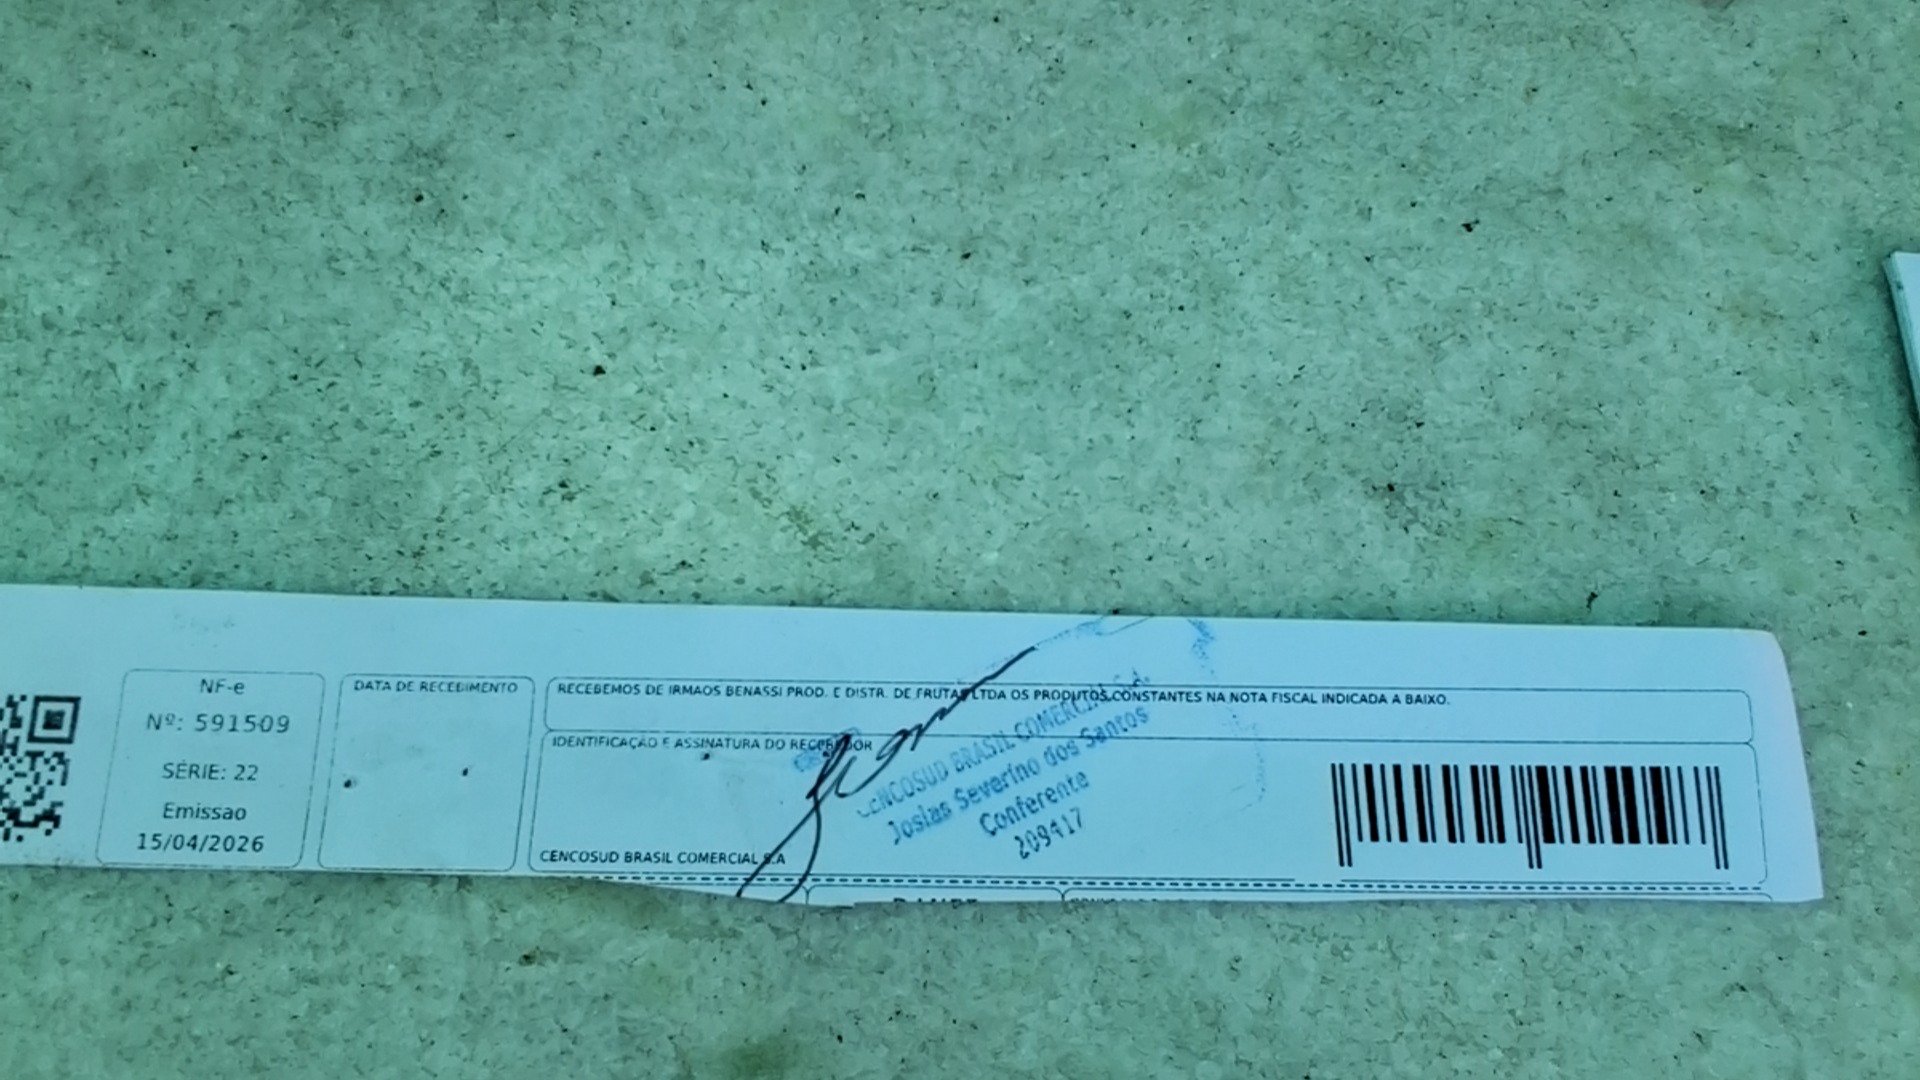 NF-e
Nº: 591509
SÉRIE: 22
Emissao
15/04/2026
DATA DE RECEBIMENTO
RECEBEMOS DE IRMAOS BENASSI PROD. E DISTR. DE FRUTAS LTDA OS PRODUTOS CONSTANTES NA NOTA FISCAL INDICADA A BAIXO.
IDENTIFICAÇÃO E ASSINATURA DO RECEBEDOR
CENCOSUD BRASIL COMERCIAL S.A.
Josias Severino dos Santos
Conferente
209417
CENCOSUD BRASIL COMERCIAL S.A